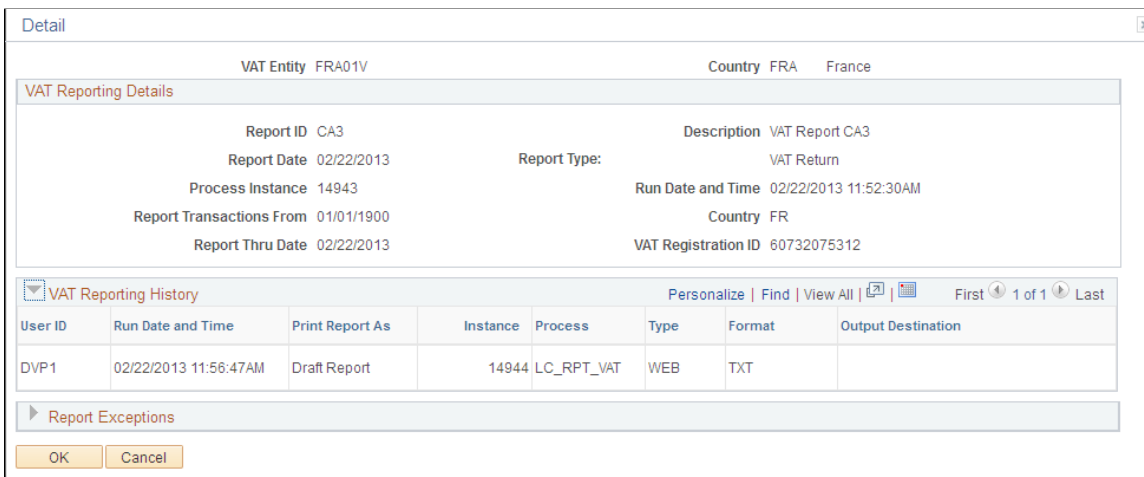 Detail
VAT Entity FRA01V Country FRA France
VAT Reporting Details
Report ID CA3 Description VAT Report CA3
Report Date 02/22/2013 Report Type: VAT Return
Process Instance 14943 Run Date and Time 02/22/2013 11:52:30AM
Report Transactions From 01/01/1900 Country FR
Report Thru Date 02/22/2013 VAT Registration ID 60732075312
VAT Reporting History Personalize | Find | View All | | First 1 of 1 Last
User ID Run Date and Time Print Report As Instance Process Type Format Output Destination
DVP1 02/22/2013 11:56:47AM Draft Report 14944 LC_RPT_VAT WEB TXT
Report Exceptions
OK Cancel